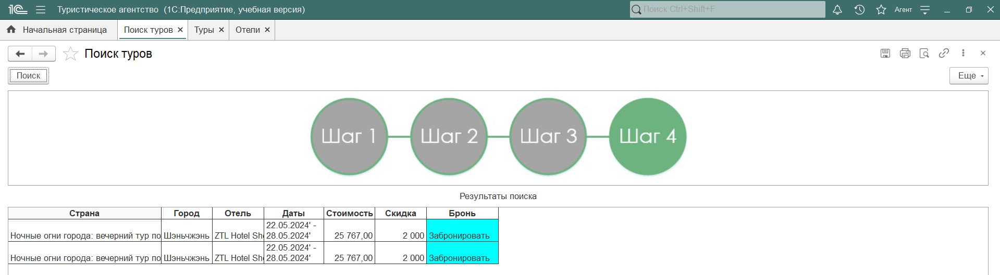 1С Туристическое агентство (1С:Предприятие, учебная версия) Поиск Ctrl+Shift+F Агент
Начальная страница Поиск туров Туры Отели
Поиск туров
Поиск Еще
Шаг 1 Шаг 2 Шаг 3 Шаг 4
Результаты поиска
Страна Город Отель Даты Стоимость Скидка Бронь
Ночные огни города: вечерний тур по Шэньчжэнь ZTL Hotel She 22.05.2024' - 28.05.2024' 25 767,00 2 000 Забронировать
Ночные огни города: вечерний тур по Шэньчжэнь ZTL Hotel She 22.05.2024' - 28.05.2024' 25 767,00 2 000 Забронировать